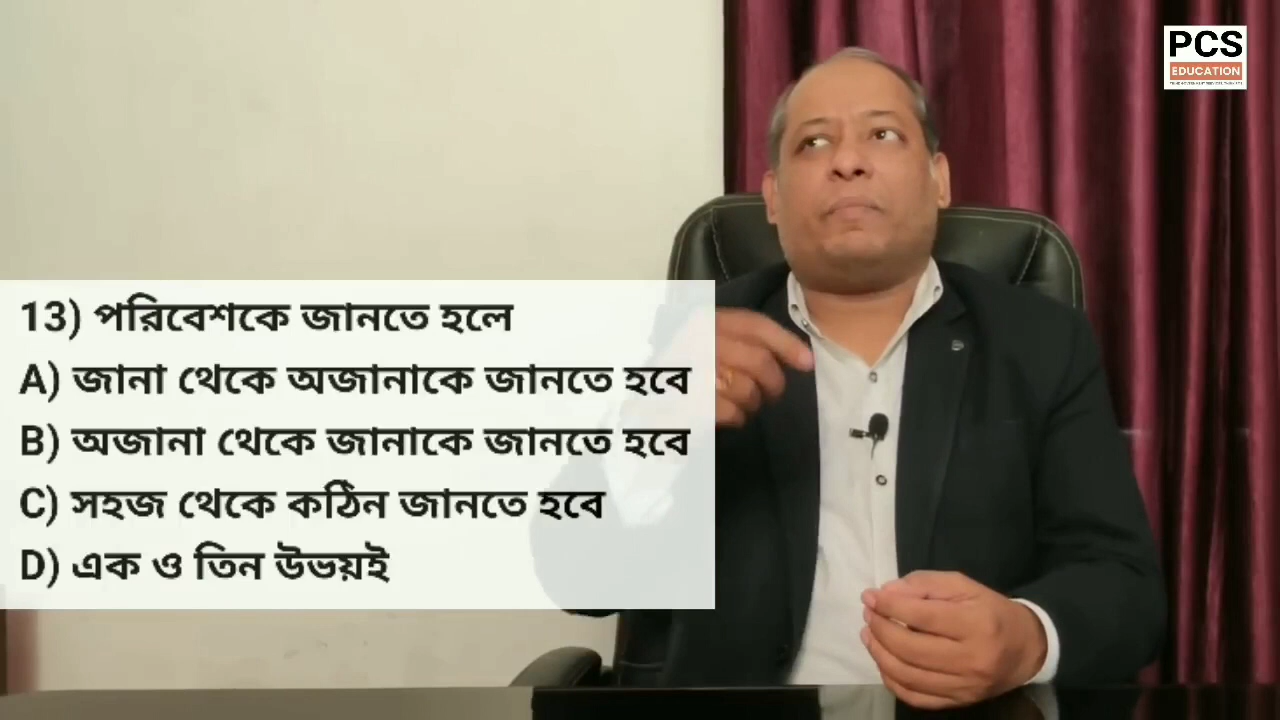 PCS
EDUCATION
13) পরিবেশকে জানতে হলে
A) জানা থেকে অজানাকে জানতে হবে
B) অজানা থেকে জানাকে জানতে হবে
C) সহজ থেকে কঠিন জানতে হবে
D) এক ও তিন উভয়ই